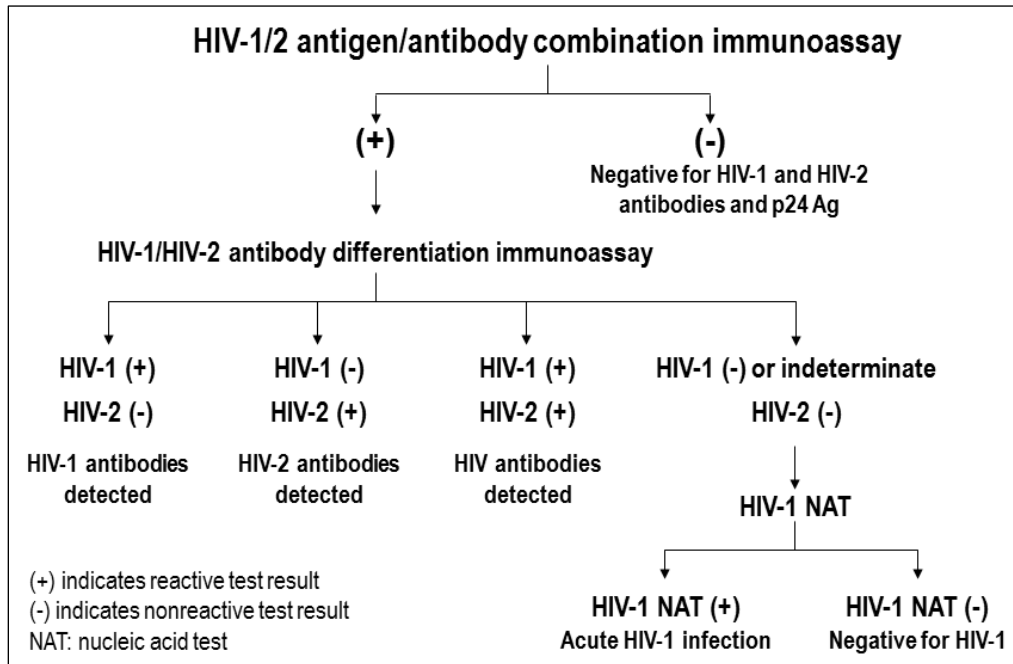 HIV-1/2 antigen/antibody combination immunoassay
(+)
(-)
Negative for HIV-1 and HIV-2
antibodies and p24 Ag
HIV-1/HIV-2 antibody differentiation immunoassay
HIV-1 (+)
HIV-2 (-)
HIV-1 antibodies
detected
HIV-1 (-)
HIV-2 (+)
HIV-2 antibodies
detected
HIV-1 (+)
HIV-2 (+)
HIV antibodies
detected
HIV-1 (-) or indeterminate
HIV-2 (-)
HIV-1 NAT
HIV-1 NAT (+)
Acute HIV-1 infection
HIV-1 NAT (-)
Negative for HIV-1
(+) indicates reactive test result
(-) indicates nonreactive test result
NAT: nucleic acid test